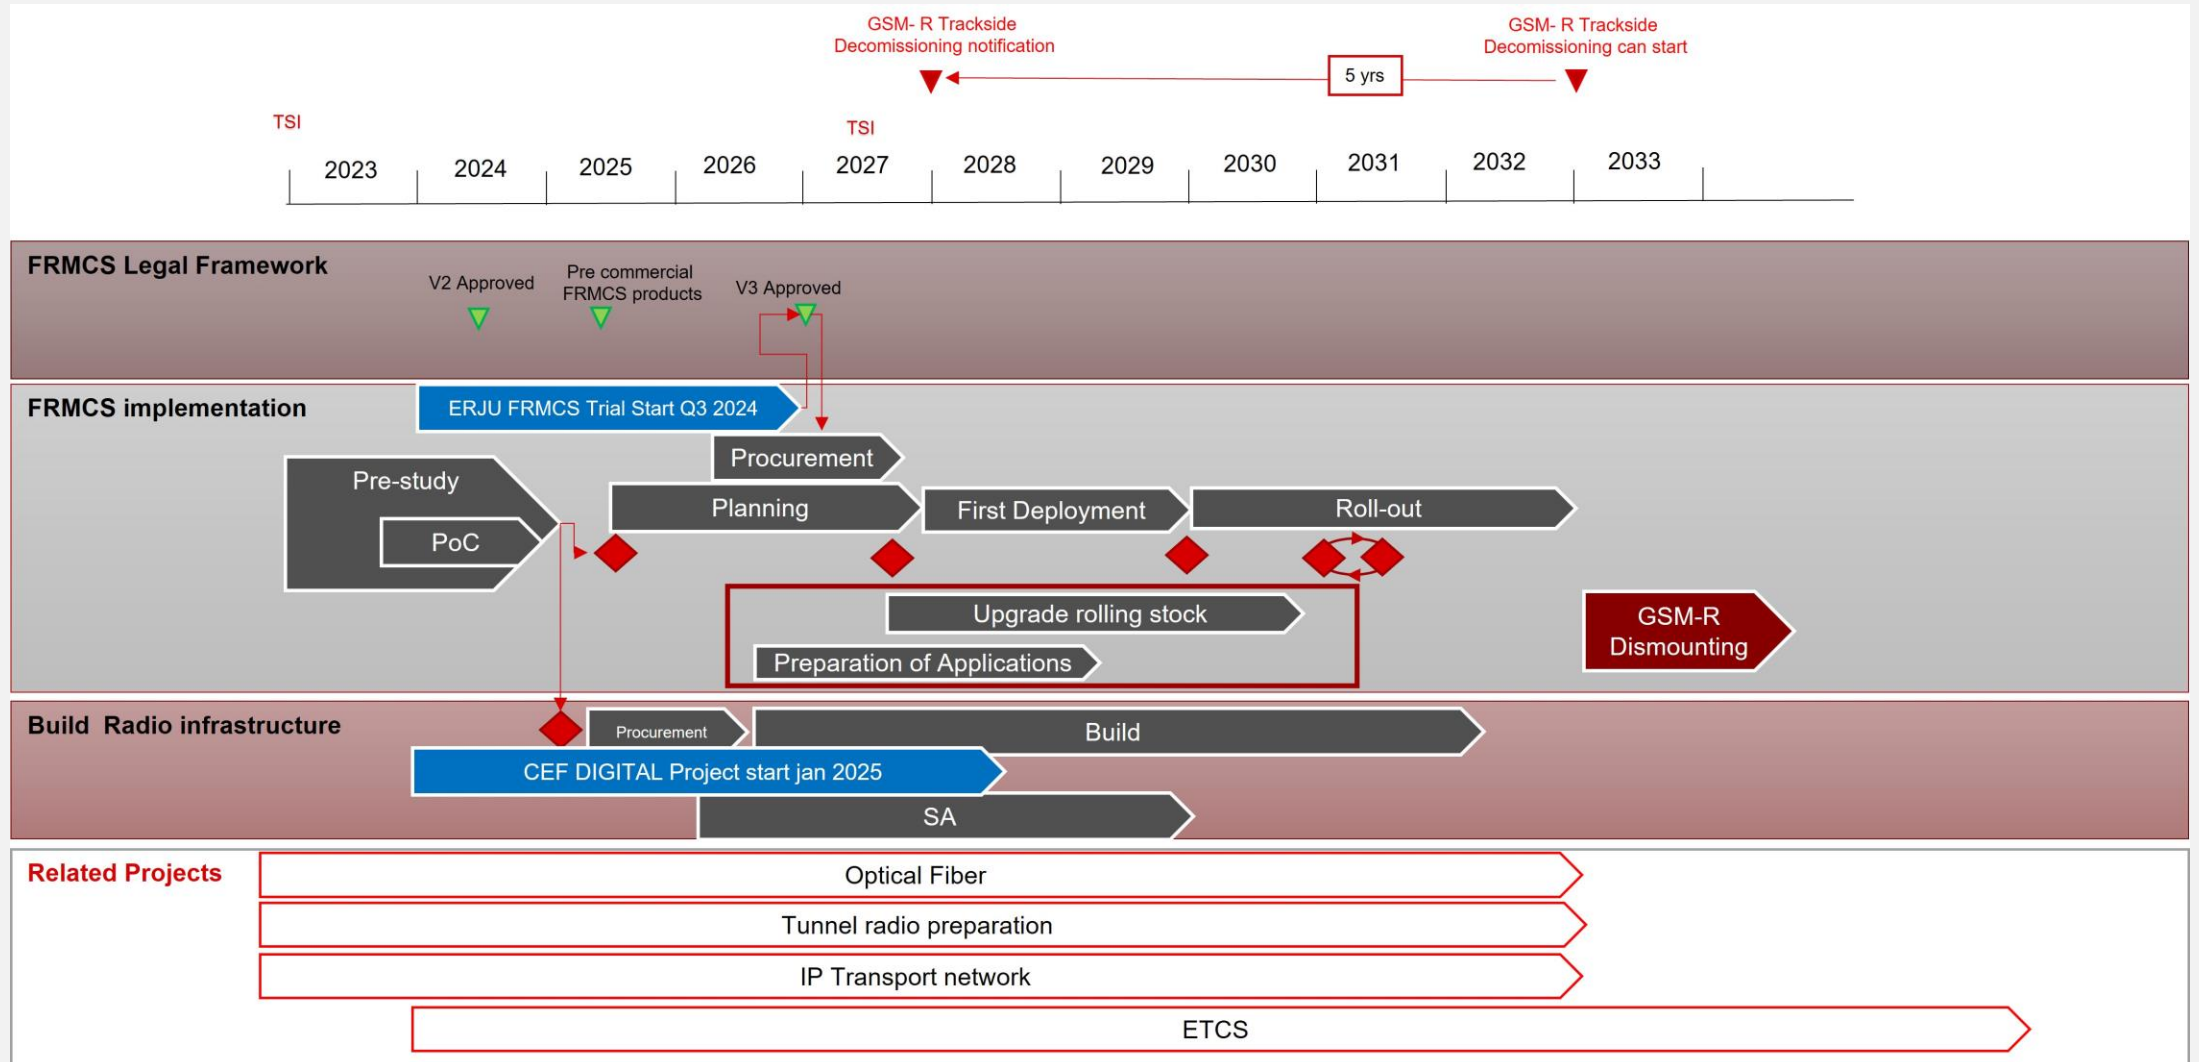 GSM- R Trackside
Decomissioning notification
GSM- R Trackside
Decomissioning can start
5 yrs
TSI
TSI
2023
2024
2025
2026
2027
2028
2029
2030
2031
2032
2033
FRMCS Legal Framework
V2 Approved
Pre commercial
FRMCS products
V3 Approved
FRMCS implementation
ERJU FRMCS Trial Start Q3 2024
Procurement
Pre-study
Planning
First Deployment
Roll-out
PoC
Upgrade rolling stock
GSM-R
Dismounting
Preparation of Applications
Build  Radio infrastructure
Procurement
Build
CEF DIGITAL Project start jan 2025
SA
Related Projects
Optical Fiber
Tunnel radio preparation
IP Transport network
ETCS